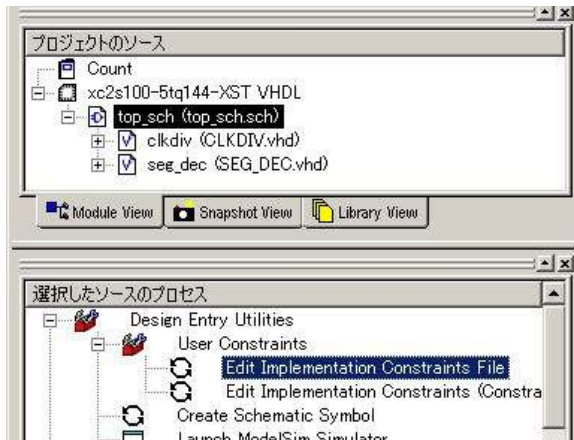 プロジェクトのソース
Count
xc2s100-5tq144-XST VHDL
top_sch (top_sch.sch)
clkdiv (CLKDIV.vhd)
seg_dec (SEG_DEC.vhd)
Module View Snapshot View Library View
選択したソースのプロセス
Design Entry Utilities
User Constraints
Edit Implementation Constraints File
Edit Implementation Constraints (Constra
Create Schematic Symbol
Launch ModelSim Simulator